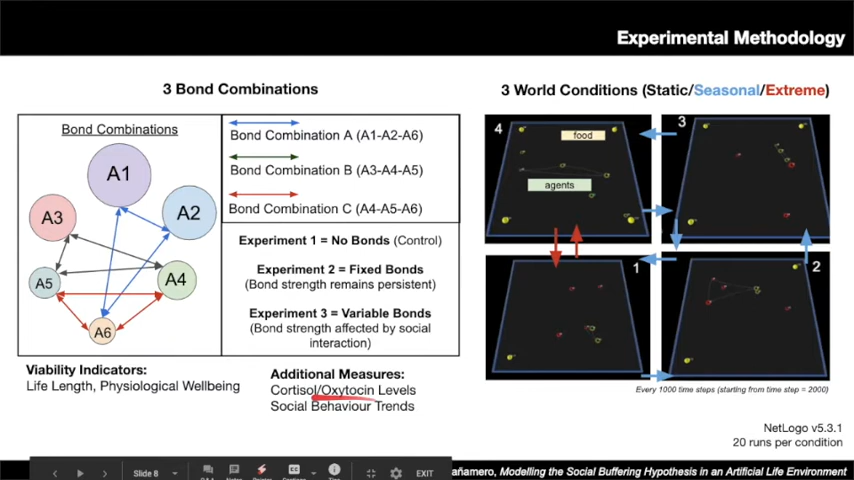 Experimental Methodology
3 Bond Combinations
Bond Combinations
A1
A2
A3
A4
A5
A6
Bond Combination A (A1-A2-A6)
Bond Combination B (A3-A4-A5)
Bond Combination C (A4-A5-A6)
Experiment 1 = No Bonds (Control)
Experiment 2 = Fixed Bonds
(Bond strength remains persistent)
Experiment 3 = Variable Bonds
(Bond strength affected by social
interaction)
Viability Indicators:
Life Length, Physiological Wellbeing
Additional Measures:
Cortisol/Oxytocin Levels
Social Behaviour Trends
3 World Conditions (Static/Seasonal/Extreme)
4
food
agents
3
1
2
Every 1000 time steps (starting from time step = 2000)
NetLogo v5.3.1
20 runs per condition
Slide 8
EXIT
añamero, Modelling the Social Buffering Hypothesis in an Artificial Life Environment